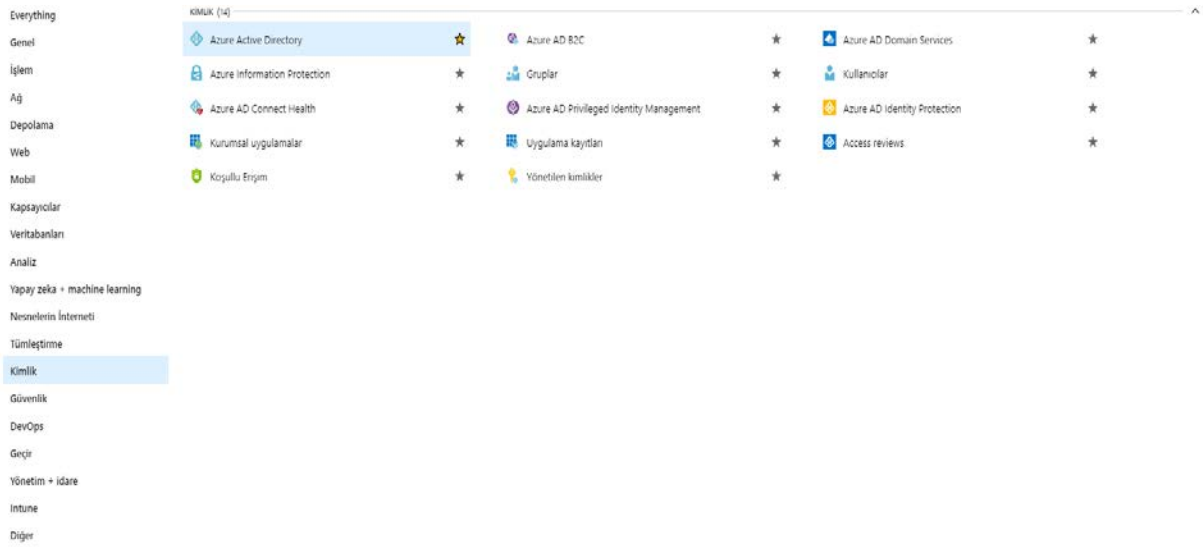 Everything
Genel
İşlem
Ağ
Depolama
Web
Mobil
Kapsayıcılar
Veritabanları
Analiz
Yapay zeka + machine learning
Nesnelerin İnterneti
Tümleştirme
Kimlik
Güvenlik
DevOps
Geçir
Yönetim + idare
Intune
Diğer
KİMLİK (14)
Azure Active Directory
Azure AD B2C
Azure AD Domain Services
Azure Information Protection
Gruplar
Kullanıcılar
Azure AD Connect Health
Azure AD Privileged Identity Management
Azure AD Identity Protection
Kurumsal uygulamalar
Uygulama kayıtları
Access reviews
Koşullu Erişim
Yönetilen kimlikler